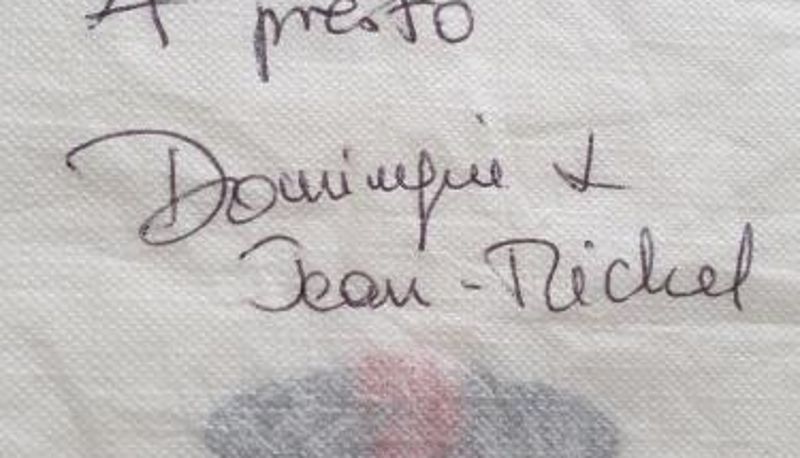 A presto
Dominique &
Jean-Michel